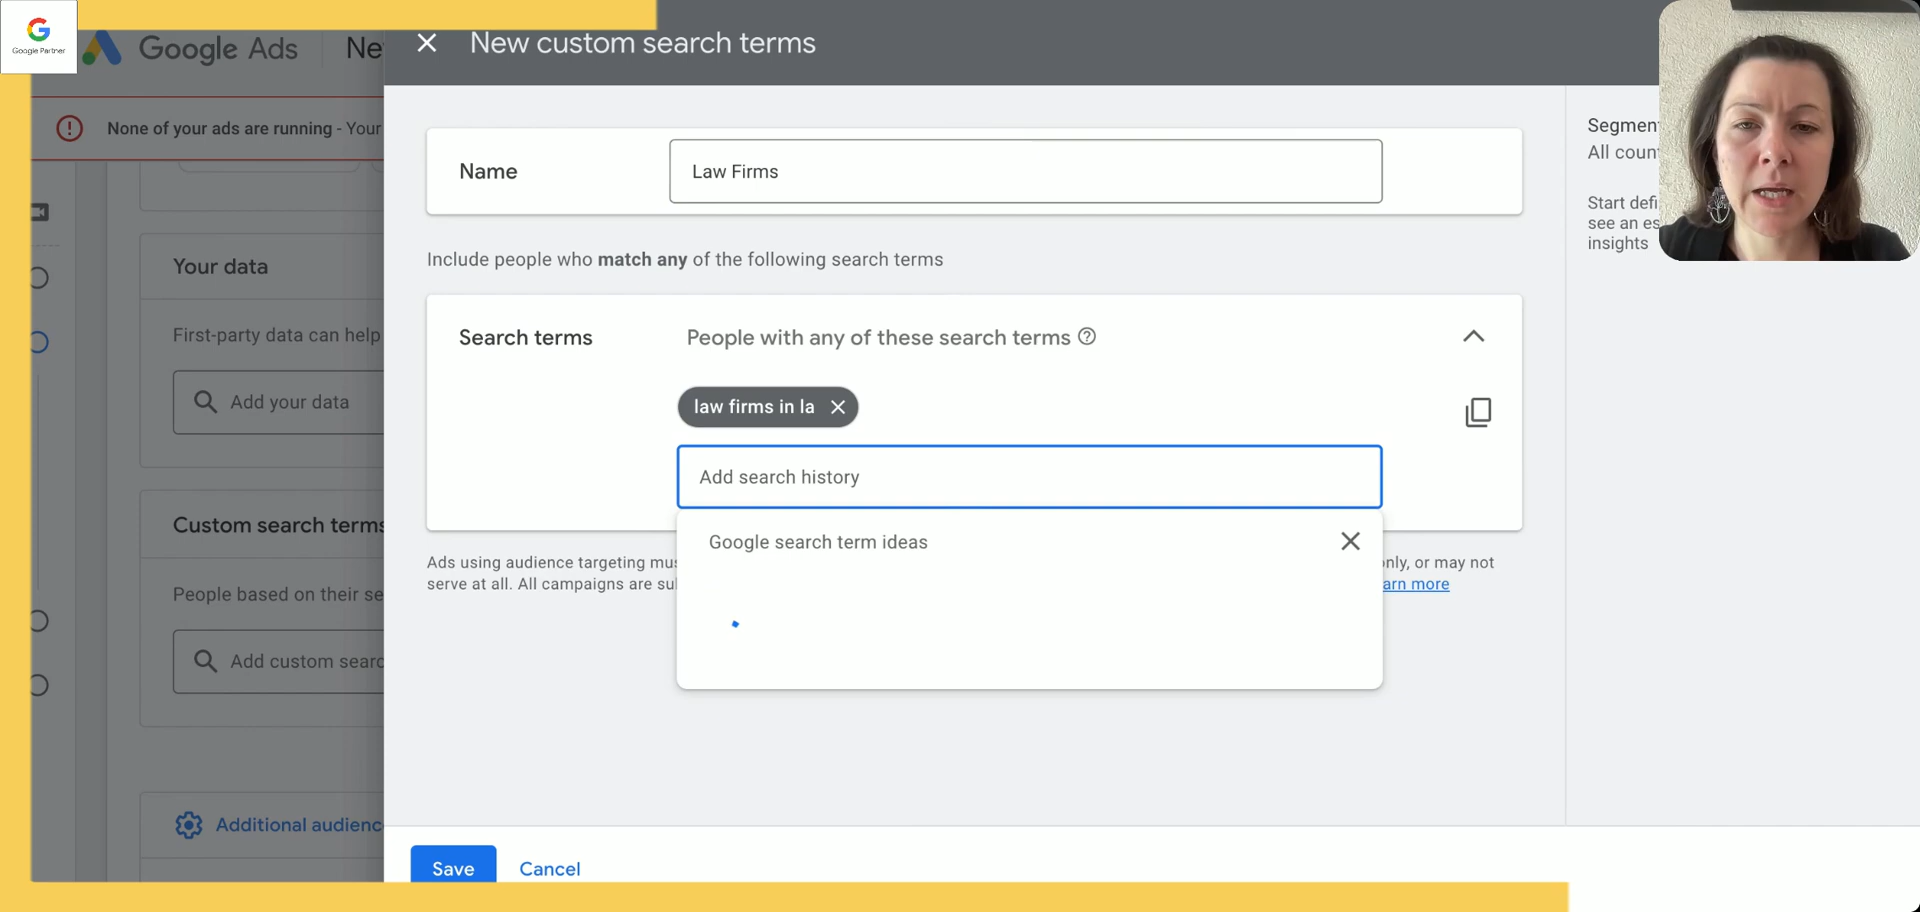 Google Partner
Google Ads
New custom search terms
None of your ads are running - Your
Name
Law Firms
Segmen
All coun
Start defi
see an es
insights
Include people who match any of the following search terms
Your data
First-party data can help
Add your data
Search terms
People with any of these search terms
law firms in la
Add search history
Google search term ideas
Custom search terms
People based on their se
Add custom searc
Ads using audience targeting mus
only, or may not
serve at all. All campaigns are su
arn more
Additional audienc
Save
Cancel